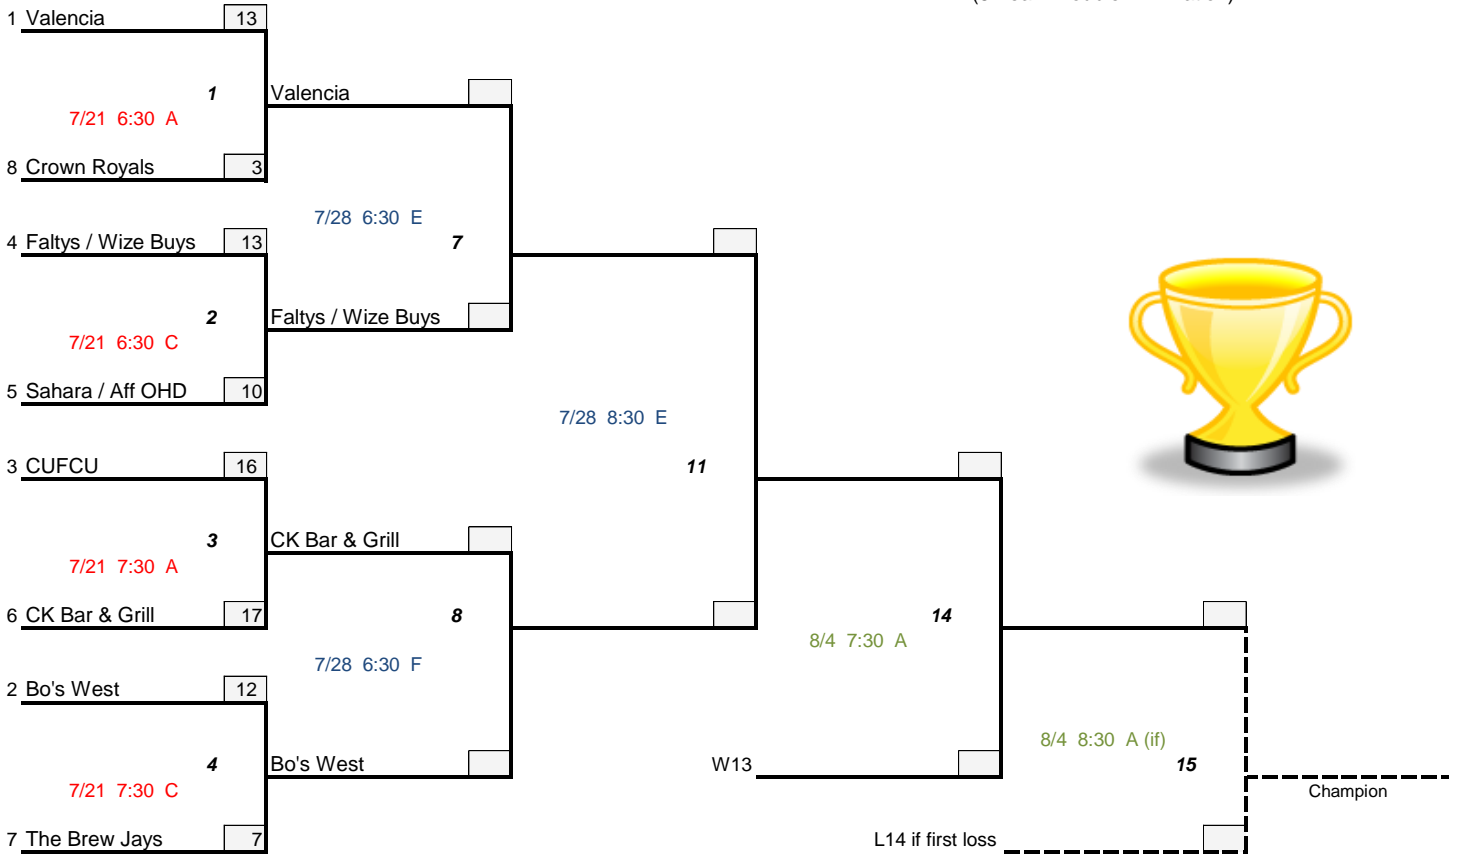 1 Valencia 13
1 Valencia
7/21 6:30 A
8 Crown Royals 3
7/28 6:30 E
4 Faltys / Wize Buys 13 7
2 Faltys / Wize Buys
7/21 6:30 C
5 Sahara / Aff OHD 10
7/28 8:30 E
3 CUFCU 16 11
3 CK Bar & Grill
7/21 7:30 A
6 CK Bar & Grill 17 8 14
8/4 7:30 A
7/28 6:30 F
2 Bo's West 12
8/4 8:30 A (if)
4 Bo's West W13 15
7/21 7:30 C Champion
7 The Brew Jays 7 L14 if first loss